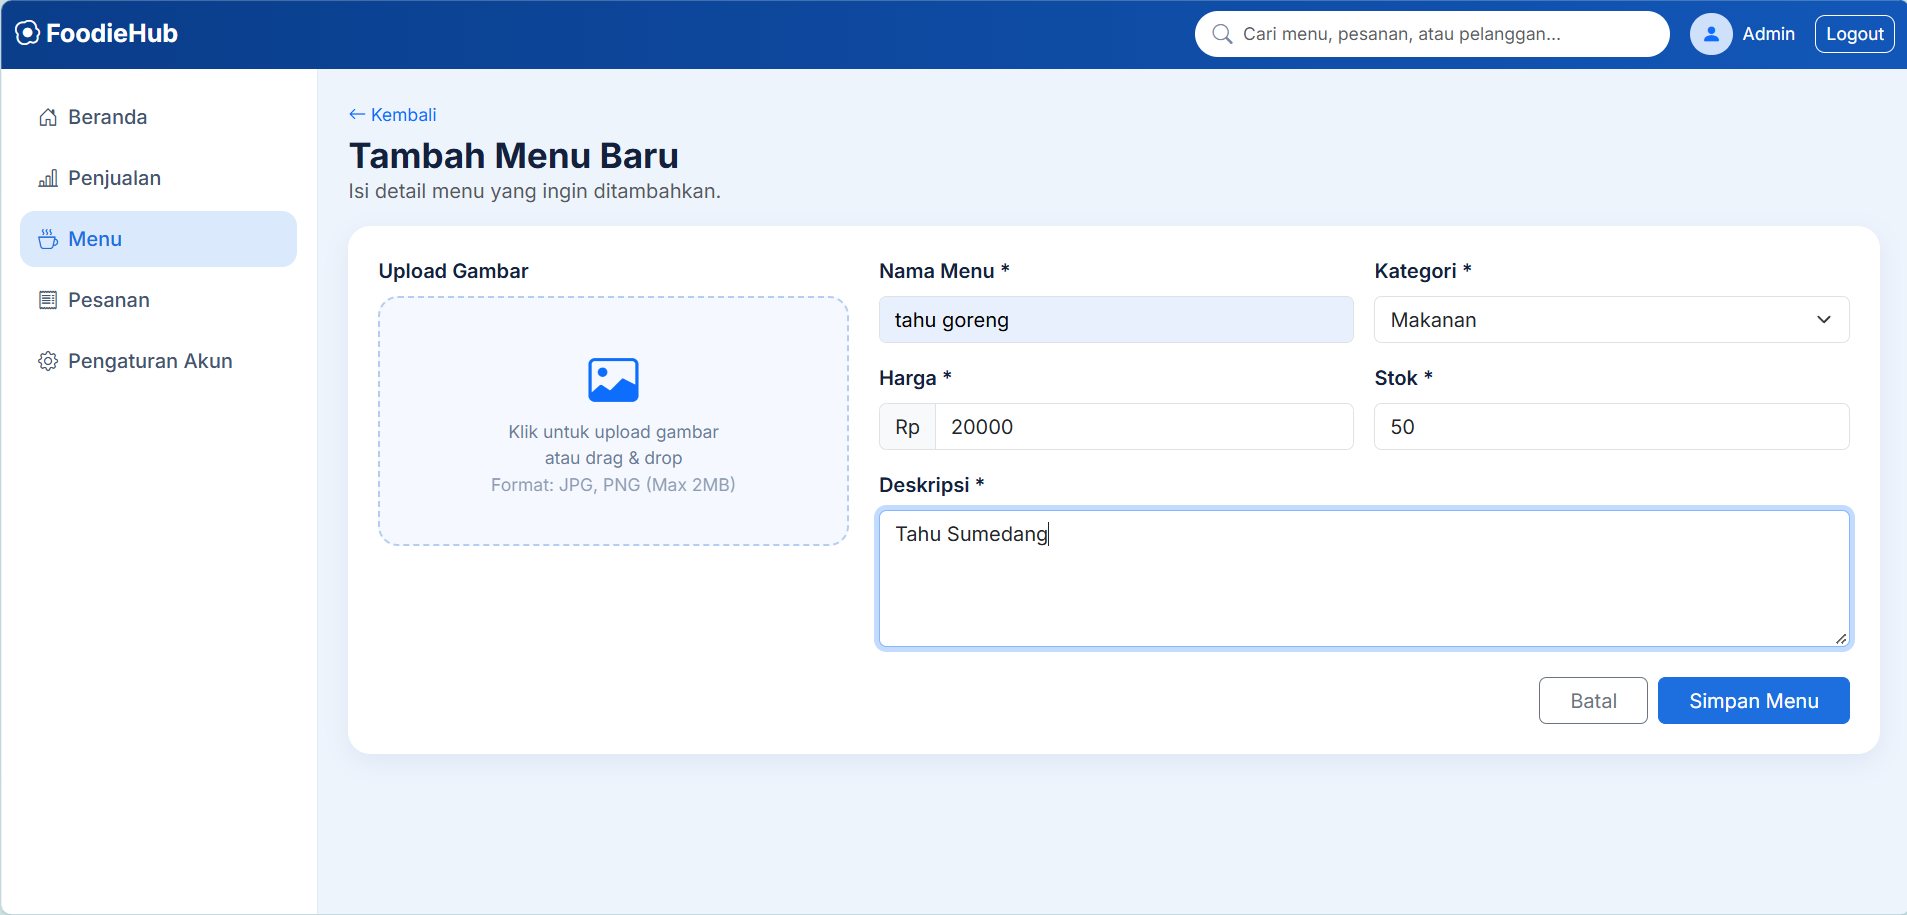 FoodieHub
Cari menu, pesanan, atau pelanggan...
Admin
Logout
Beranda
Penjualan
Menu
Pesanan
Pengaturan Akun
← Kembali
Tambah Menu Baru
Isi detail menu yang ingin ditambahkan.
Upload Gambar
Klik untuk upload gambar
atau drag & drop
Format: JPG, PNG (Max 2MB)
Nama Menu *
tahu goreng
Kategori *
Makanan
Harga *
Rp 20000
Stok *
50
Deskripsi *
Tahu Sumedang
Batal
Simpan Menu